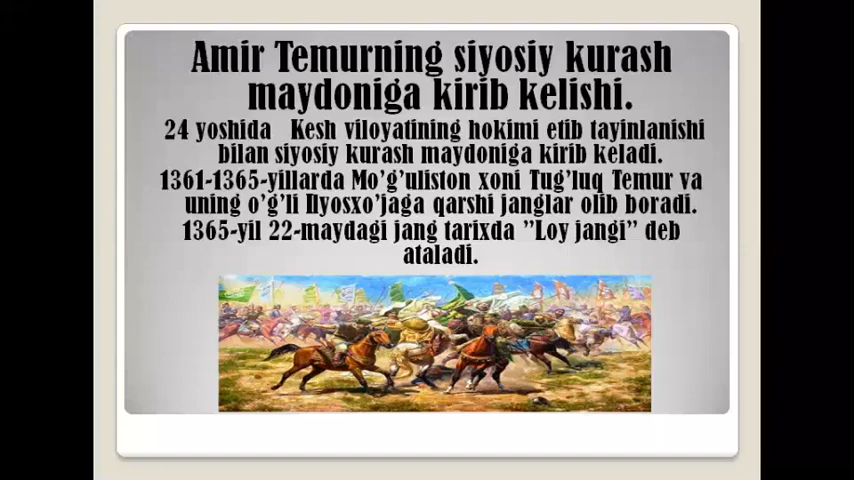 Amir Temurning siyosiy kurash
maydoniga kirib kelishi.
24 yoshida Kesh viloyatining hokimi etib tayinlanishi
bilan siyosiy kurash maydoniga kirib keladi.
1361-1365-yillarda Mo’g’uliston xoni Tug’luq Temur va
uning o’g’li Ilyosxo’jaga qarshi janglar olib boradi.
1365-yil 22-maydagi jang tarixda ”Loy jangi” deb
ataladi.